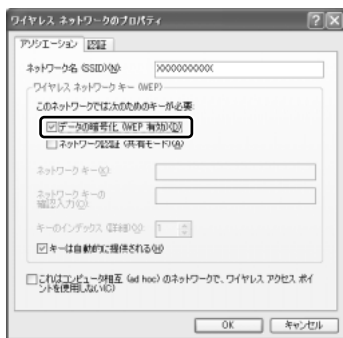 ワイヤレス ネットワークのプロパティ
アソシエーション 認証
ネットワーク名 (SSID)(N): XXXXXXXXXX
ワイヤレス ネットワーク キー (WEP)
このネットワークでは次のためのキーが必要:
データの暗号化 (WEP 有効)(D)
ネットワーク認証 (共有モード)(A)
ネットワーク キー(K):
ネットワーク キーの
確認入力(O):
キーのインデックス (詳細)(X): 1
キーは自動的に提供される(H)
これはコンピュータ相互 (ad hoc) のネットワークで、ワイヤレス アクセス ポイ
ントを使用しない(C)
OK キャンセル